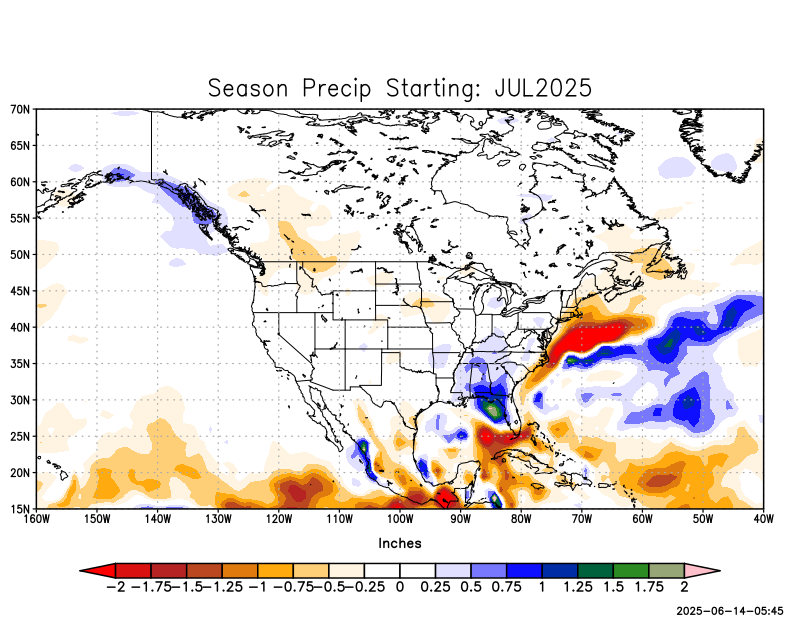 Season Precip Starting: JUL2025
70N
65N
60N
55N
50N
45N
40N
35N
30N
25N
20N
15N
160W 150W 140W 130W 120W 110W 100W 90W 80W 70W 60W 50W 40W
Inches
−2 −1.75−1.5−1.25 −1 −0.75−0.5−0.25 0 0.25 0.5 0.75 1 1.25 1.5 1.75 2
2025-06-14-05:45